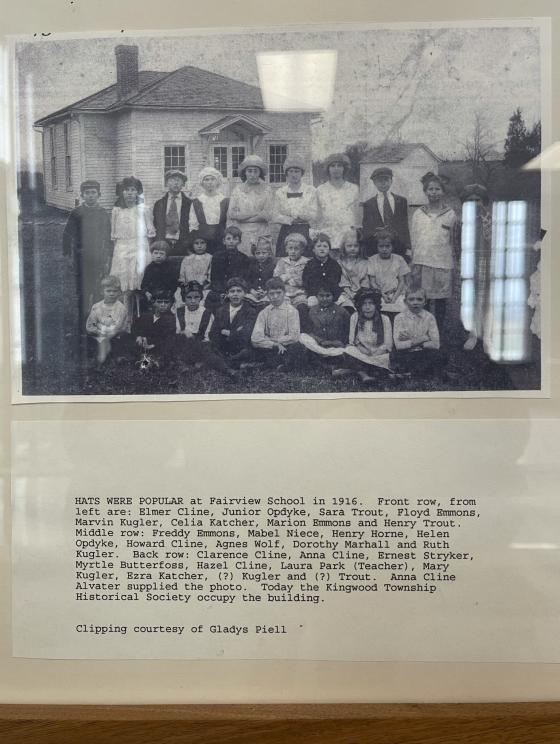 HATS WERE POPULAR at Fairview School in 1916. Front row, from
left are: Elmer Cline, Junior Opdyke, Sara Trout, Floyd Emmons,
Marvin Kugler, Celia Katcher, Marion Emmons and Henry Trout.
Middle row: Freddy Emmons, Mabel Niece, Henry Horne, Helen
Opdyke, Howard Cline, Agnes Wolf, Dorothy Marhall and Ruth
Kugler. Back row: Clarence Cline, Anna Cline, Ernest Stryker,
Myrtle Butterfoss, Hazel Cline, Laura Park (Teacher), Mary
Kugler, Ezra Katcher, (?) Kugler and (?) Trout. Anna Cline
Alvater supplied the photo. Today the Kingwood Township
Historical Society occupy the building.
Clipping courtesy of Gladys Piell